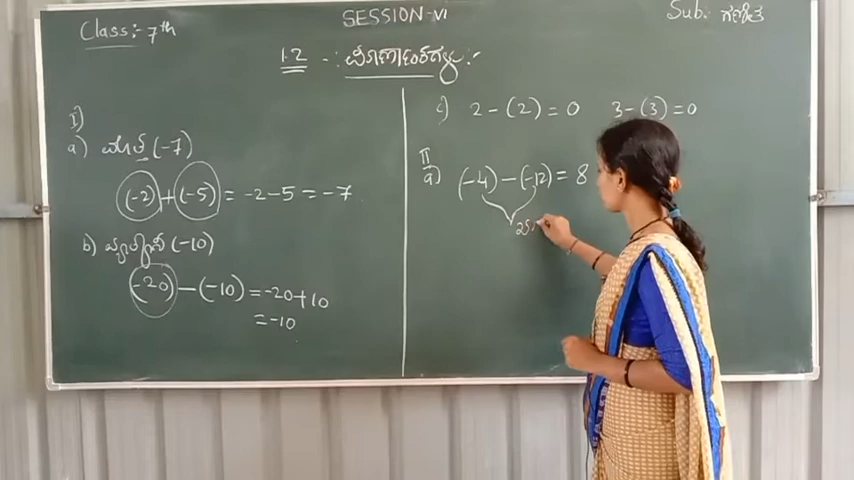 Class:- 7th
SESSION-VI
Sub. ಗಣಿತ
1.2 -:
I)
a) ಮೊತ್ತ (-7)
(-2)+(-5) = -2-5 = -7
b) ವ್ಯತ್ಯಾಸ (-10)
(-20) - (-10) = -20+10
= -10
c) 2-(2) = 0 3-(3) = 0
II
a) (-4) - (-12) = 8